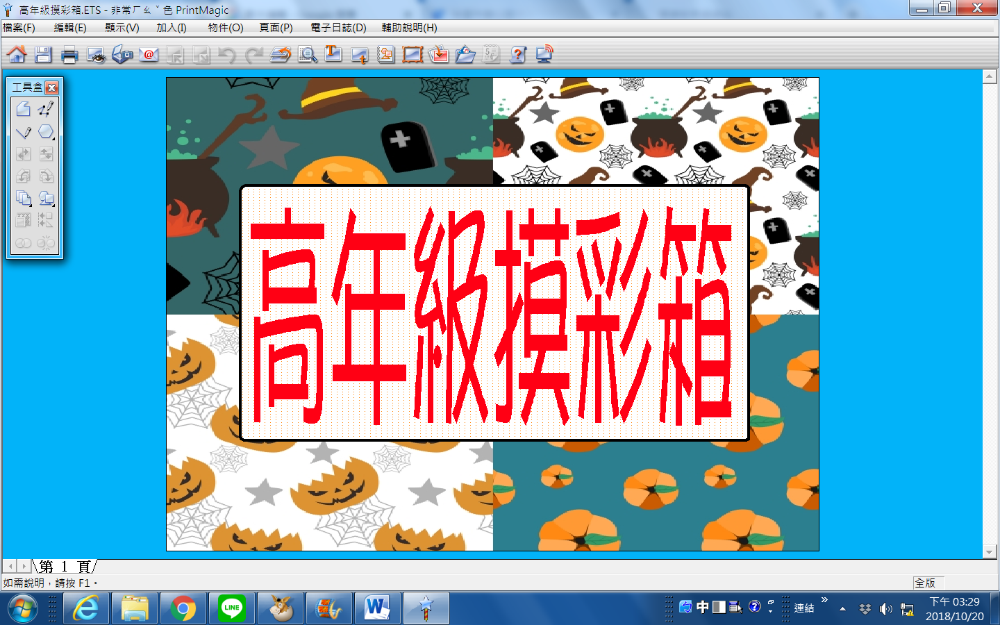 高年級摸彩箱.ETS - 非常ㄏㄠˇ色 PrintMagic
檔案(F) 編輯(E) 顯示(V) 加入(I) 物件(O) 頁面(P) 電子日誌(D) 輔助說明(H)
工具盒
高年級摸彩箱
第 1 頁
如需說明，請按 F1。
全版
LINE
中
連結
下午 03:29
2018/10/20